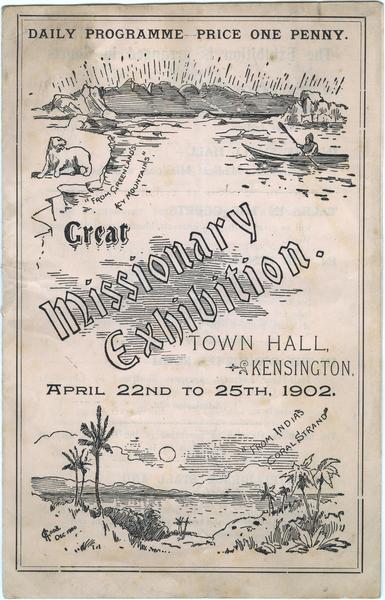 DAILY PROGRAMME PRICE ONE PENNY.
"FROM GREENLAND'S
ICY MOUNTAINS"
Great
Missionary
Exhibition.
TOWN HALL,
KENSINGTON.
APRIL 22ND TO 25TH, 1902.
"FROM INDIA'S
CORAL STRAND"